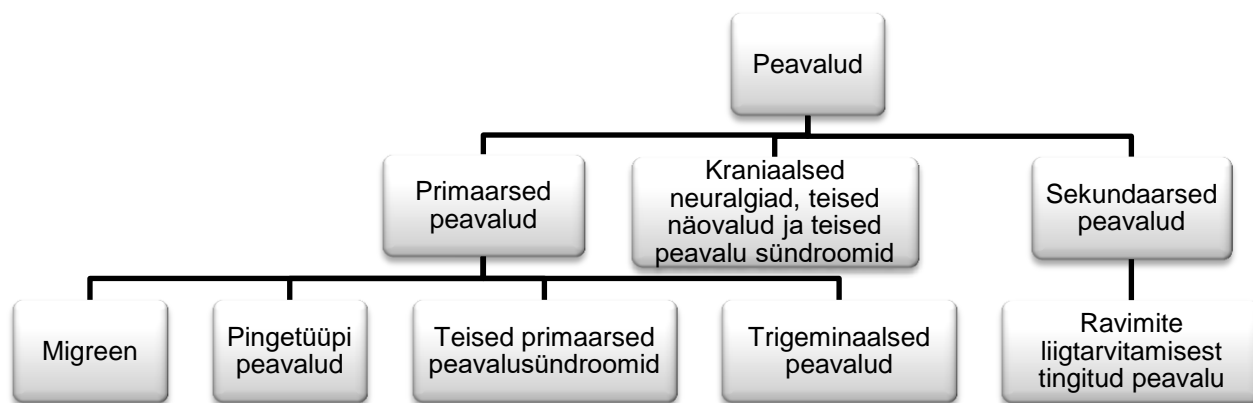 Peavalud
Primaarsed
peavalud
Kraniaalsed
neuralgiad, teised
näovalud ja teised
peavalu sündroomid
Sekundaarsed
peavalud
Migreen
Pingetüüpi
peavalud
Teised primaarsed
peavalusündroomid
Trigeminaalsed
peavalud
Ravimite
liigtarvitamisest
tingitud peavalu